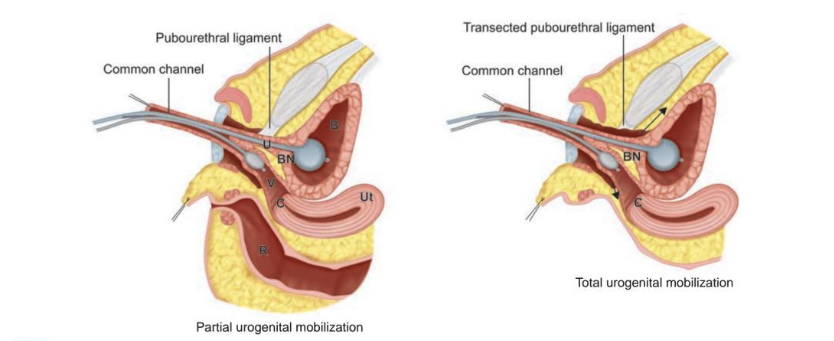 Pubourethral ligament
Common channel
B
U
BN
V
C
Ut
R
Partial urogenital mobilization
Transected pubourethral ligament
Common channel
BN
C
Total urogenital mobilization